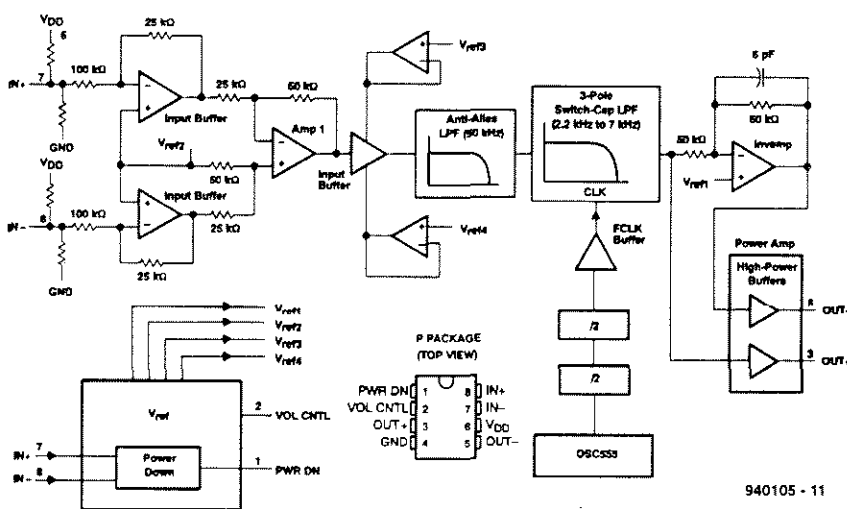 VDD
6
IN+
7
100 kΩ
25 kΩ
Input Buffer
GND
VDD
IN–
8
100 kΩ
GND
Vref2
Input Buffer
25 kΩ
25 kΩ
25 kΩ
50 kΩ
50 kΩ
Amp 1
Input
Buffer
Vref3
Vref4
Anti-Alias
LPF (50 kHz)
3-Pole
Switch-Cap LPF
(2.2 kHz to 7 kHz)
CLK
FCLK
Buffer
/2
/2
OSC555
50 kΩ
50 kΩ
Invamp
Vref1
Power Amp
High-Power
Buffers
OUT–
3
OUT+
Vref1
Vref2
Vref3
Vref4
Vref
2
VOL CNTL
IN+
7
IN–
8
Power
Down
1
PWR DN
P PACKAGE
(TOP VIEW)
PWR DN 1 8 IN+
VOL CNTL 2 7 IN–
OUT+ 3 6 VDD
GND 4 5 OUT–
940105 - 11